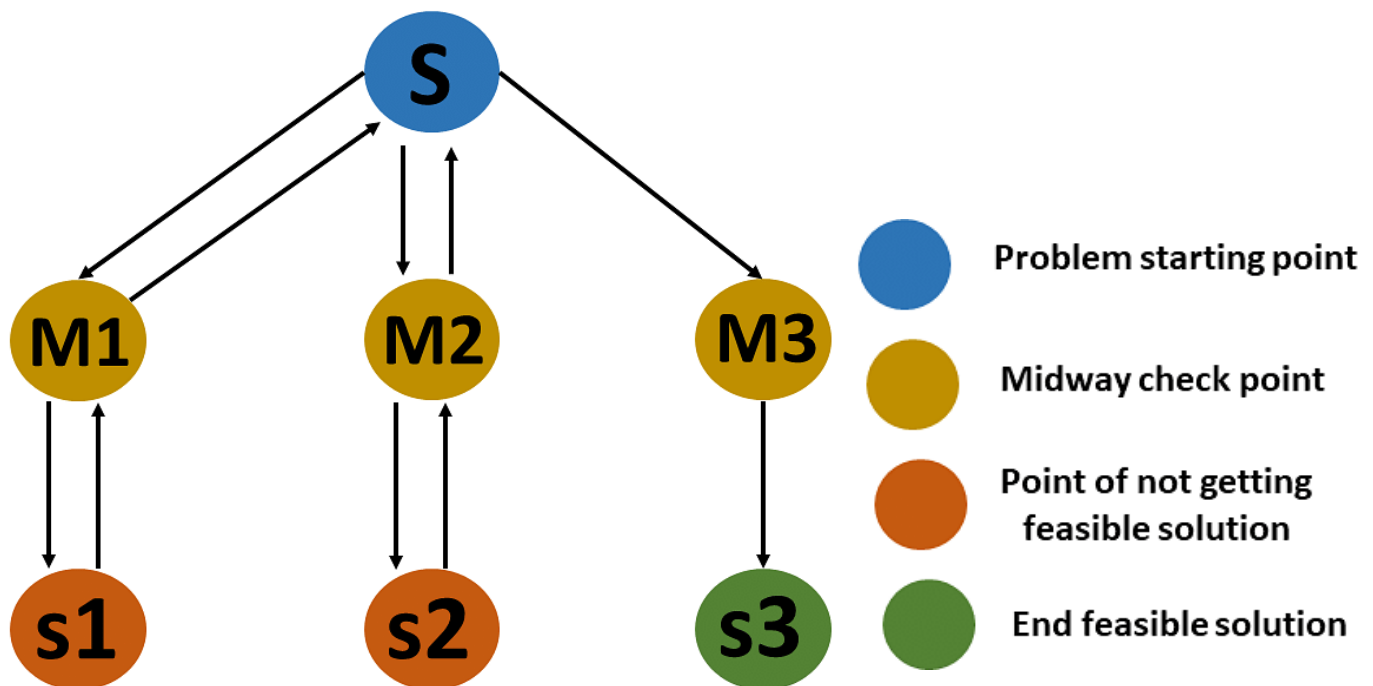 S
M1
M2
M3
s1
s2
s3
Problem starting point
Midway check point
Point of not getting
feasible solution
End feasible solution